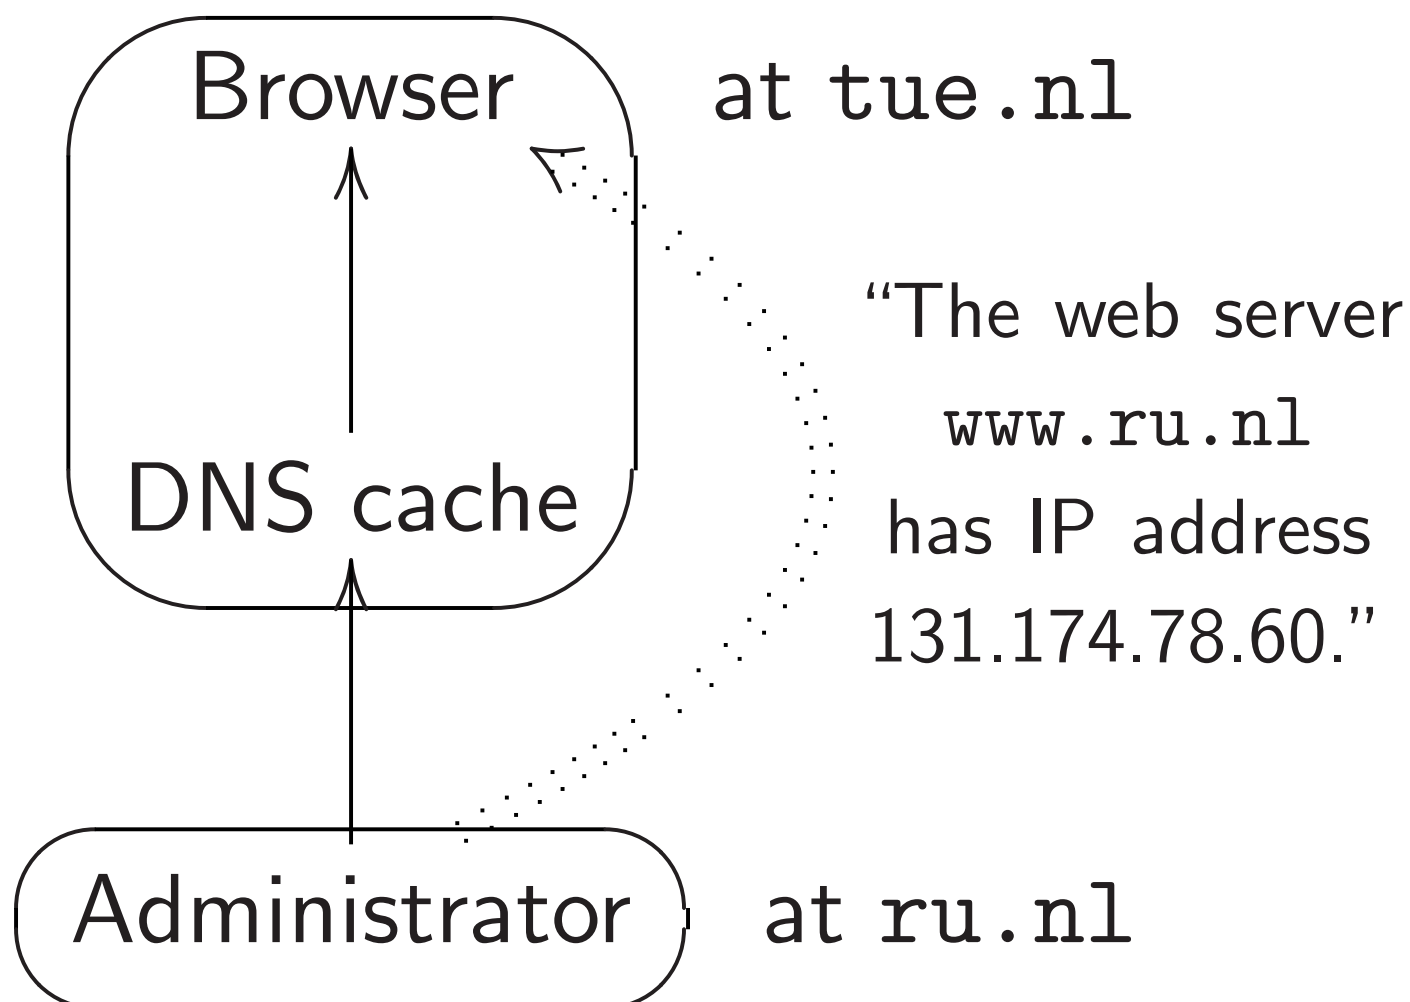 Browser at tue.nl
“The web server
www.ru.nl
DNS cache
has IP address
131.174.78.60.”
Administrator at ru.nl